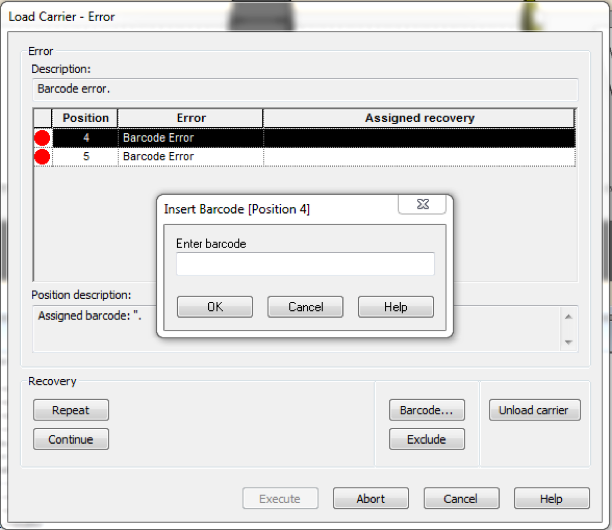 Load Carrier - Error
Error
Description:
Barcode error.
Position Error Assigned recovery
4 Barcode Error
5 Barcode Error
Insert Barcode [Position 4]
Enter barcode
OK Cancel Help
Position description:
Assigned barcode: ''.
Recovery
Repeat Barcode... Unload carrier
Continue Exclude
Execute Abort Cancel Help